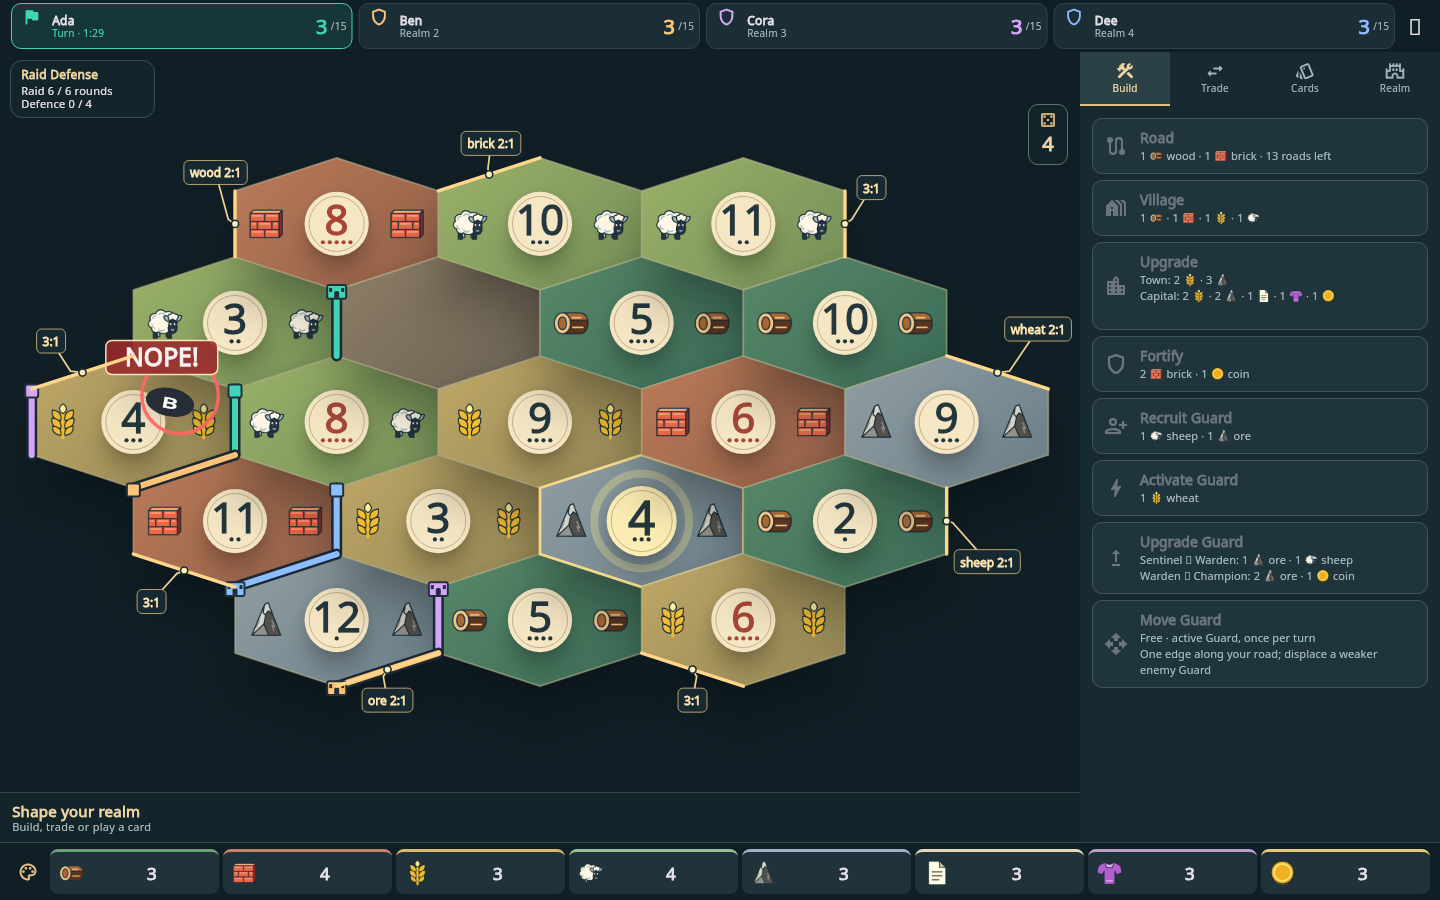 Ada
Turn · 1:29
3 /15
Ben
Realm 2
3 /15
Cora
Realm 3
3 /15
Dee
Realm 4
3 /15
Raid Defense
Raid 6 / 6 rounds
Defence 0 / 4
Build
Trade
Cards
Realm
4
brick 2:1
wood 2:1
3:1
8
10
11
3
5
10
3:1
wheat 2:1
NOPE!
B
4
8
9
6
9
11
3
4
2
sheep 2:1
3:1
12
5
6
ore 2:1
3:1
Road
1 wood · 1 brick · 13 roads left
Village
1 · 1 · 1 · 1
Upgrade
Town: 2 · 3
Capital: 2 · 2 · 1 · 1 · 1
Fortify
2 brick · 1 coin
Recruit Guard
1 sheep · 1 ore
Activate Guard
1 wheat
Upgrade Guard
Sentinel Warden: 1 ore · 1 sheep
Warden Champion: 2 ore · 1 coin
Move Guard
Free · active Guard, once per turn
One edge along your road; displace a weaker
enemy Guard
Shape your realm
Build, trade or play a card
3
4
3
4
3
3
3
3